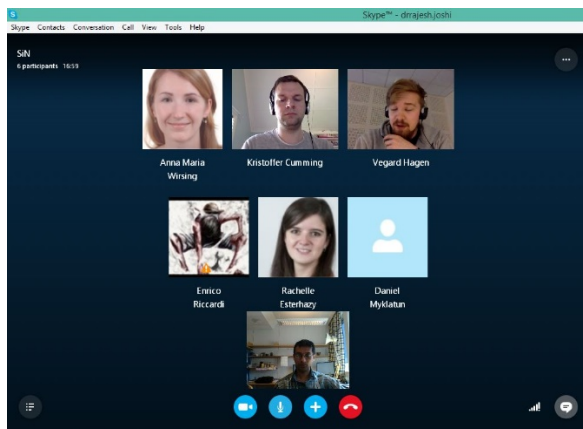 Skype™ - drrajesh.joshi
Skype Contacts Conversation Call View Tools Help
SiN
6 participants 16:59
Anna Maria
Wirsing
Kristoffer Cumming
Vegard Hagen
Enrico
Riccardi
Rachelle
Esterhazy
Daniel
Myklatun